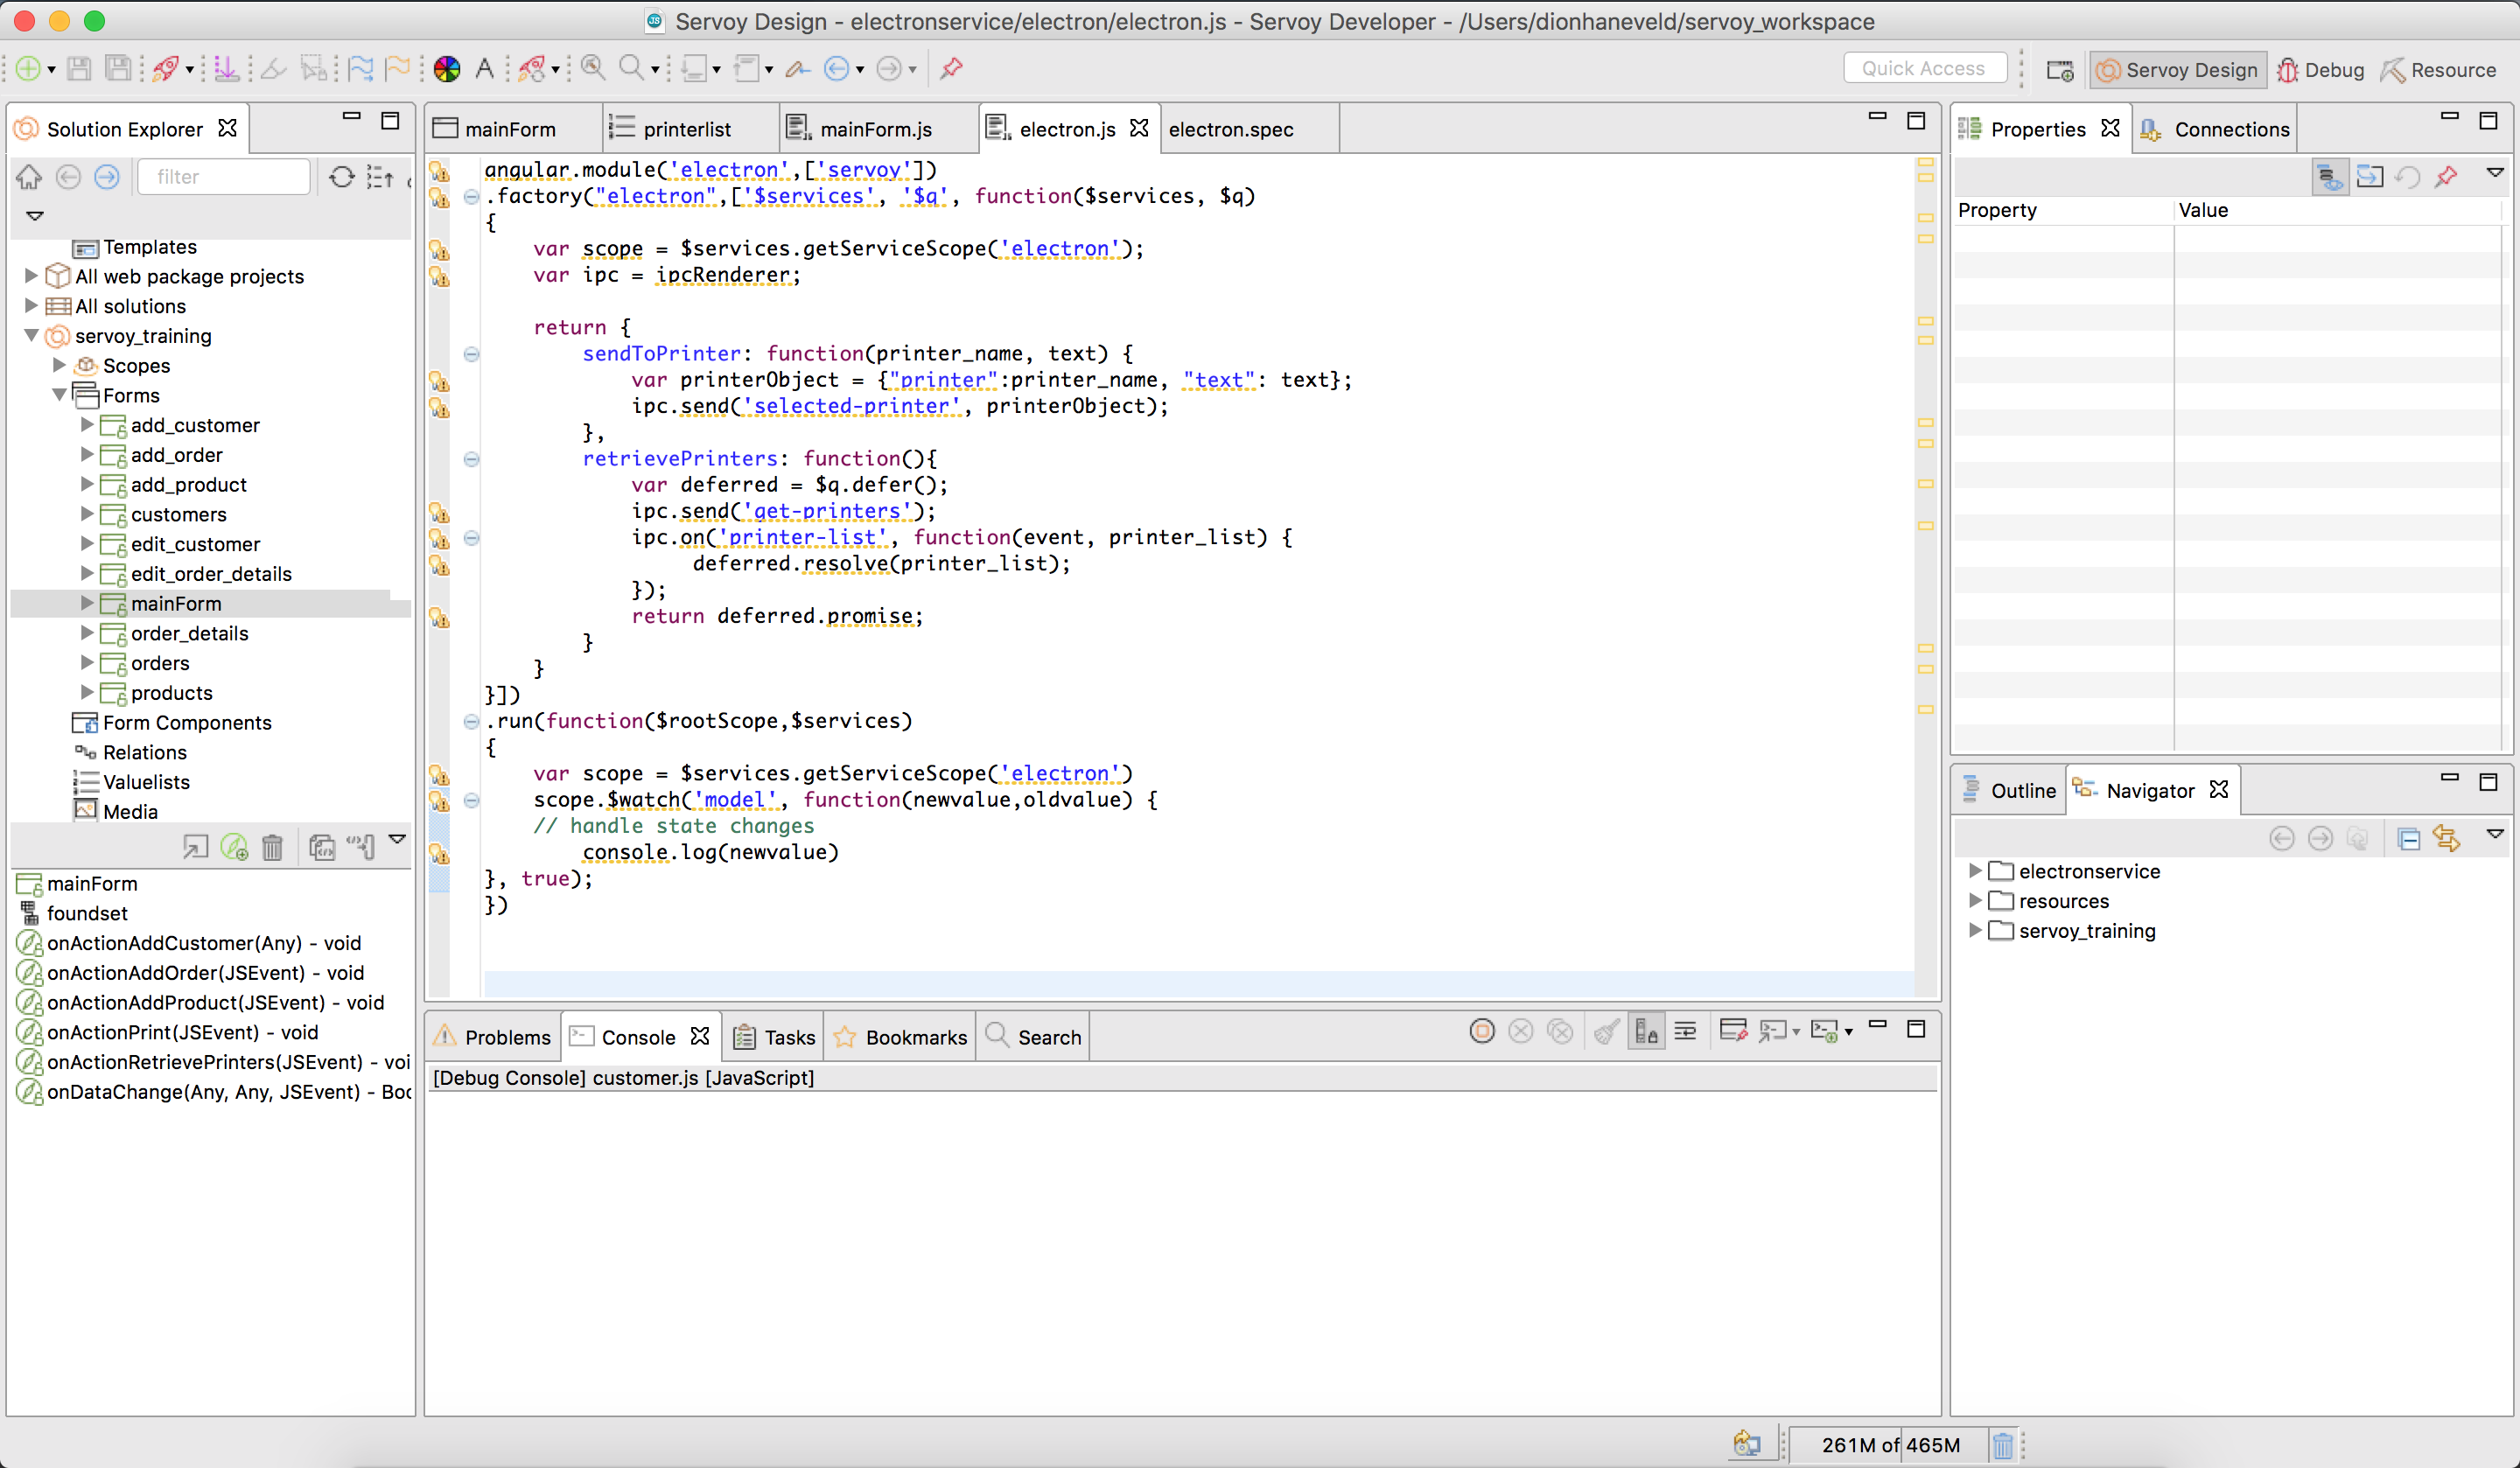 Servoy Design - electronservice/electron/electron.js - Servoy Developer - /Users/dionhaneveld/servoy_workspace
Quick Access
Servoy Design
Debug
Resource
Solution Explorer
filter
Templates
All web package projects
All solutions
servoy_training
Scopes
Forms
add_customer
add_order
add_product
customers
edit_customer
edit_order_details
mainForm
order_details
orders
products
Form Components
Relations
Valuelists
Media
mainForm
foundset
onActionAddCustomer(Any) - void
onActionAddOrder(JSEvent) - void
onActionAddProduct(JSEvent) - void
onActionPrint(JSEvent) - void
onActionRetrievePrinters(JSEvent) - voi
onDataChange(Any, Any, JSEvent) - Boo
mainForm
printerlist
mainForm.js
electron.js
electron.spec
angular.module('electron',['servoy'])
.factory("electron",['$services', '$q', function($services, $q)
{
var scope = $services.getServiceScope('electron');
var ipc = ipcRenderer;
return {
sendToPrinter: function(printer_name, text) {
var printerObject = {"printer":printer_name, "text": text};
ipc.send('selected-printer', printerObject);
},
retrievePrinters: function(){
var deferred = $q.defer();
ipc.send('get-printers');
ipc.on('printer-list', function(event, printer_list) {
deferred.resolve(printer_list);
});
return deferred.promise;
}
}
}])
.run(function($rootScope,$services)
{
var scope = $services.getServiceScope('electron')
scope.$watch('model', function(newvalue,oldvalue) {
// handle state changes
console.log(newvalue)
}, true);
})
Problems
Console
Tasks
Bookmarks
Search
[Debug Console] customer.js [JavaScript]
Properties
Connections
Property
Value
Outline
Navigator
electronservice
resources
servoy_training
261M of 465M